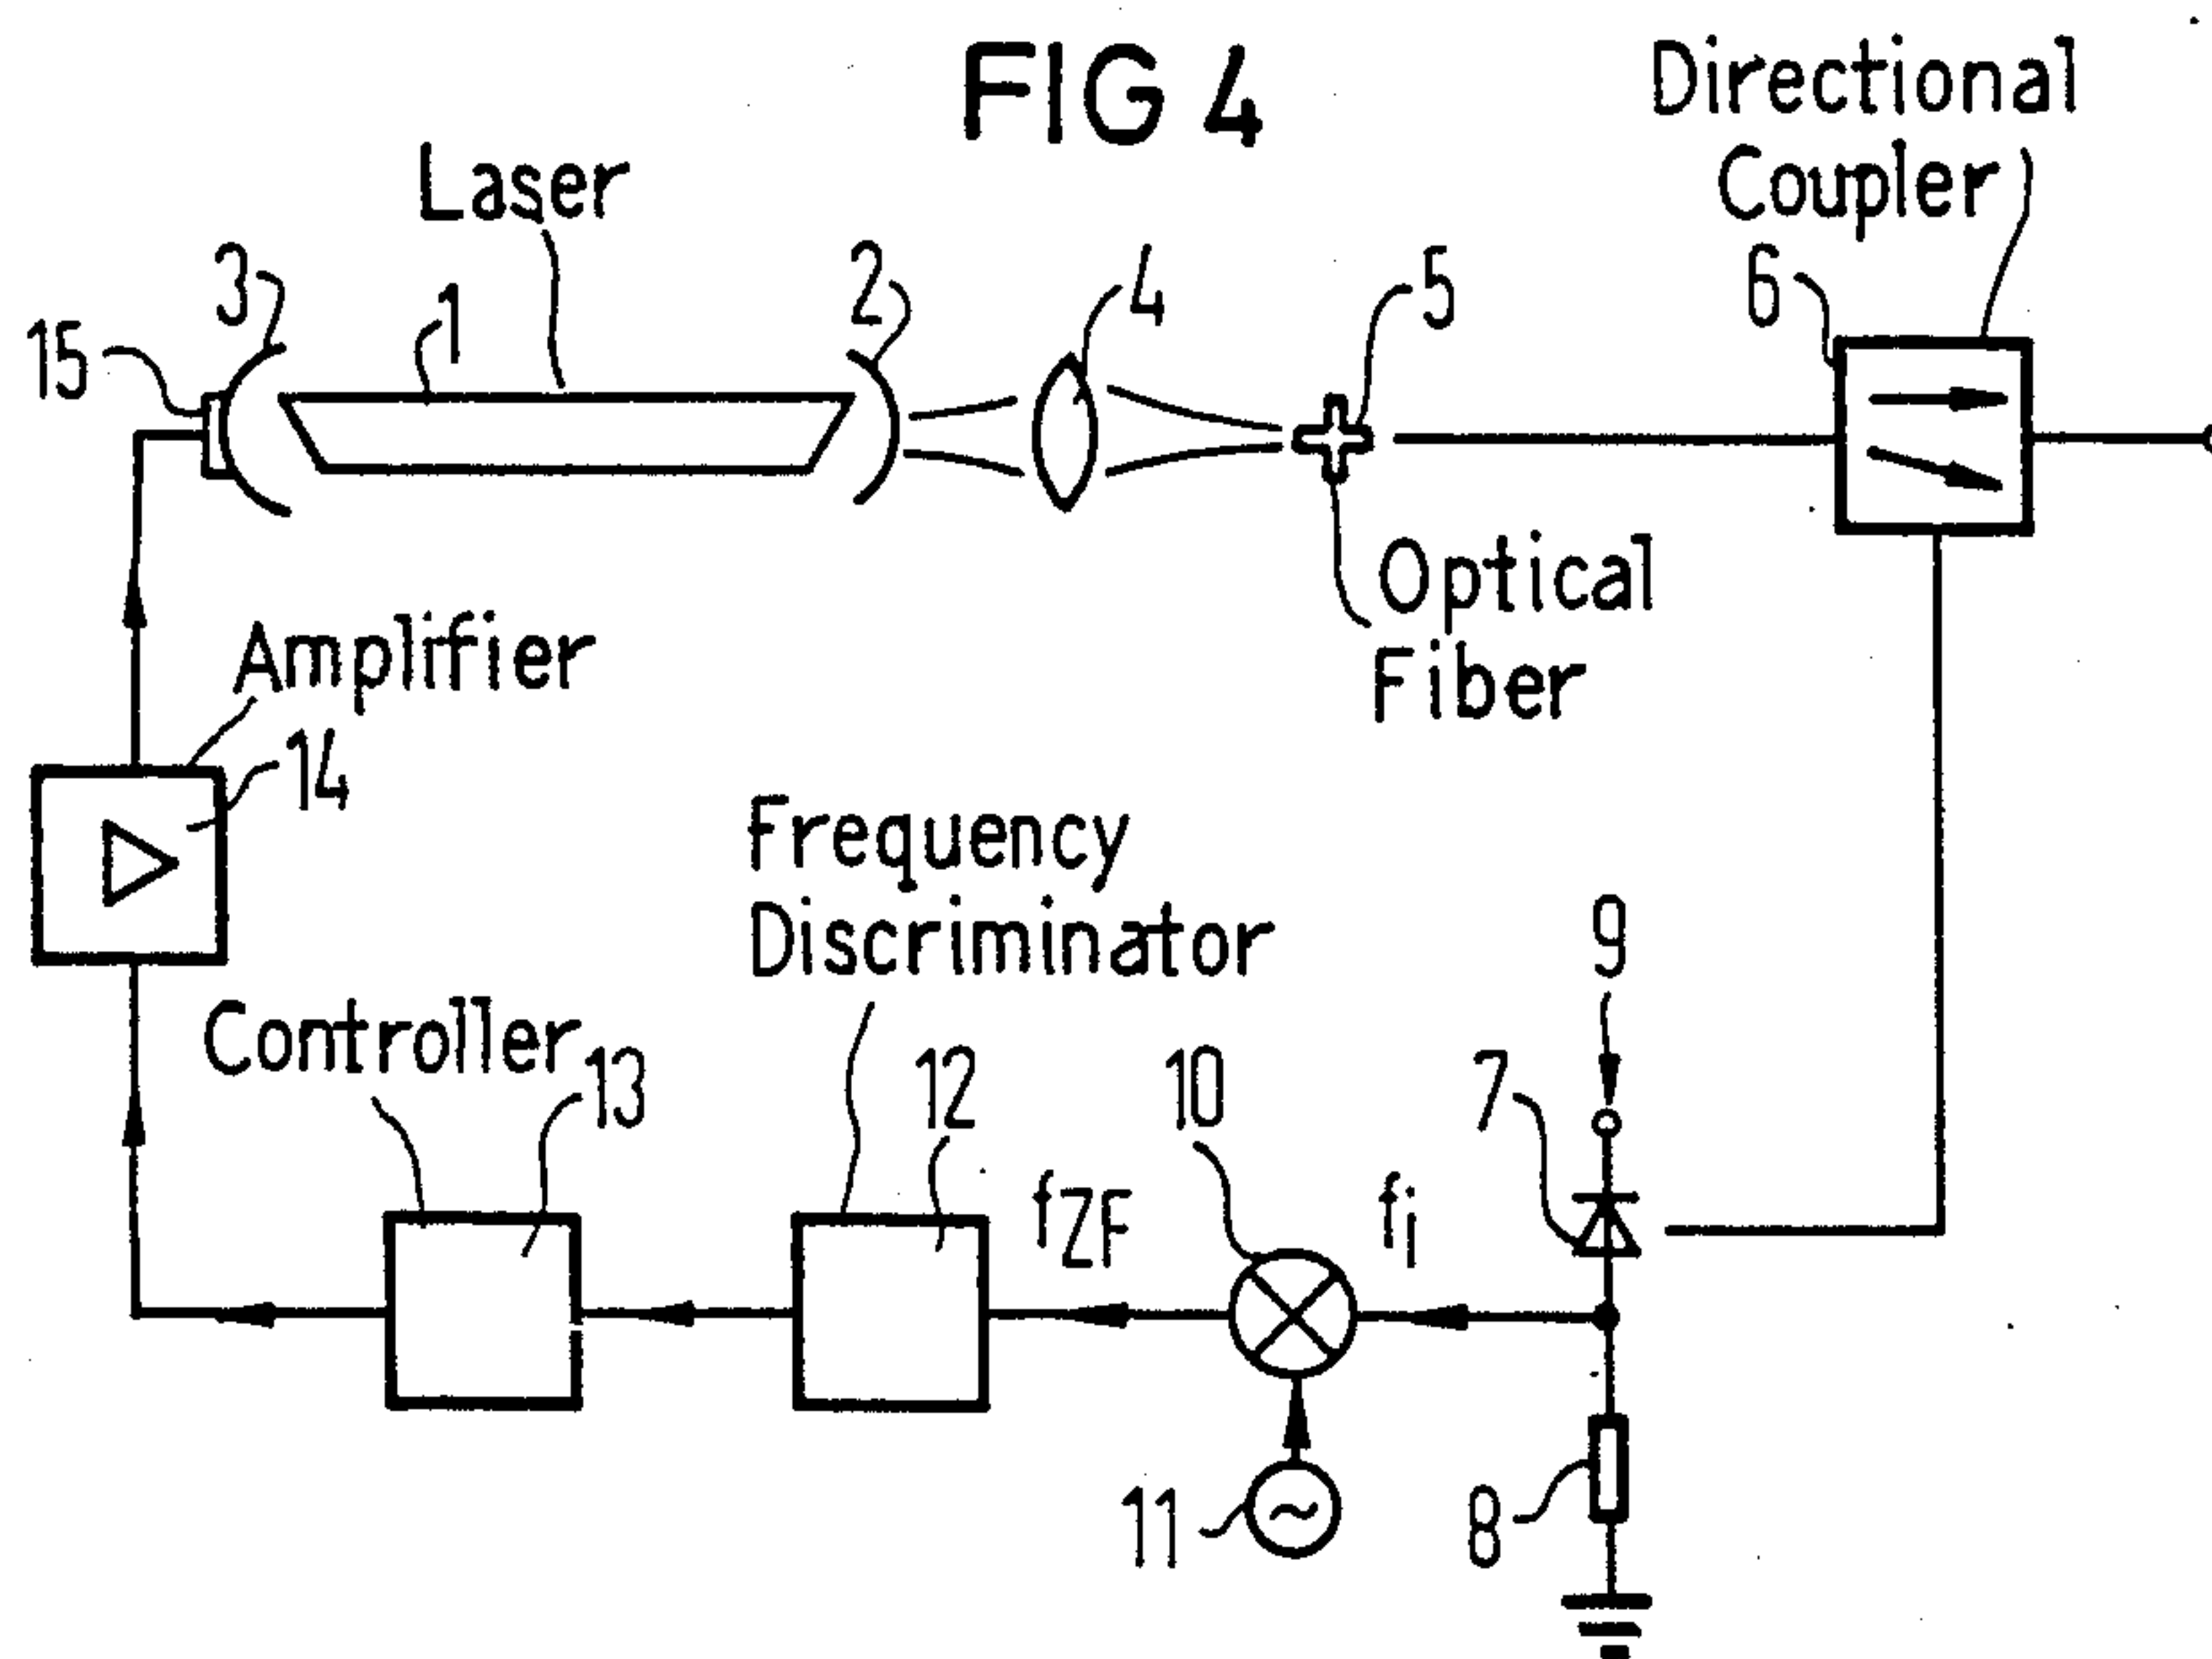 FIG 4
Directional
Coupler
Laser
3
2
4
5
6
1
15
Optical
Fiber
Amplifier
14
Frequency
Discriminator
9
Controller
13
12
10
7
fZF
fi
11
8
~